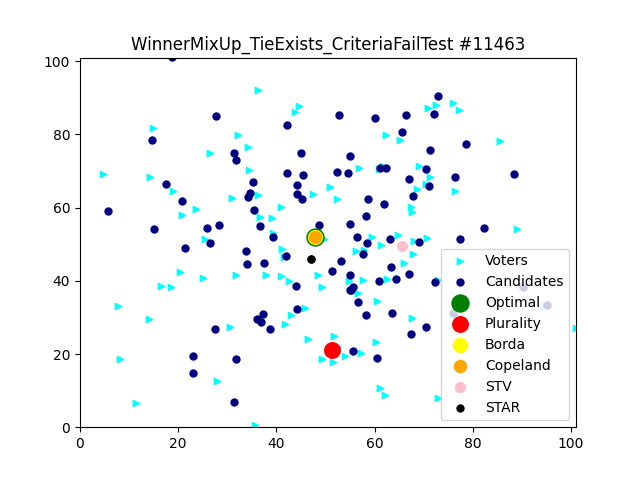 WinnerMixUp_TieExists_CriteriaFailTest #11463
100
80
60
40
20
0
0
20
40
60
80
100
Voters
Candidates
Optimal
Plurality
Borda
Copeland
STV
STAR